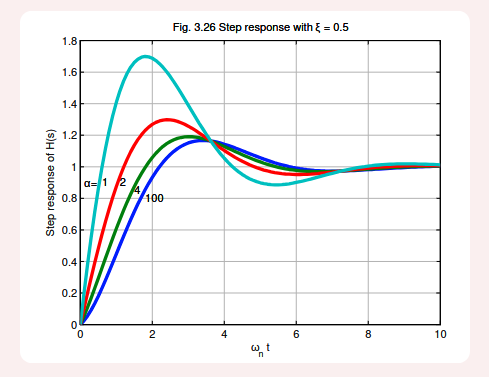 Fig. 3.26 Step response with ξ = 0.5
Step response of H(s)
1.8
1.6
1.4
1.2
1
0.8
0.6
0.4
0.2
0
α= 1 2 4 100
0 2 4 6 8 10
ωn t